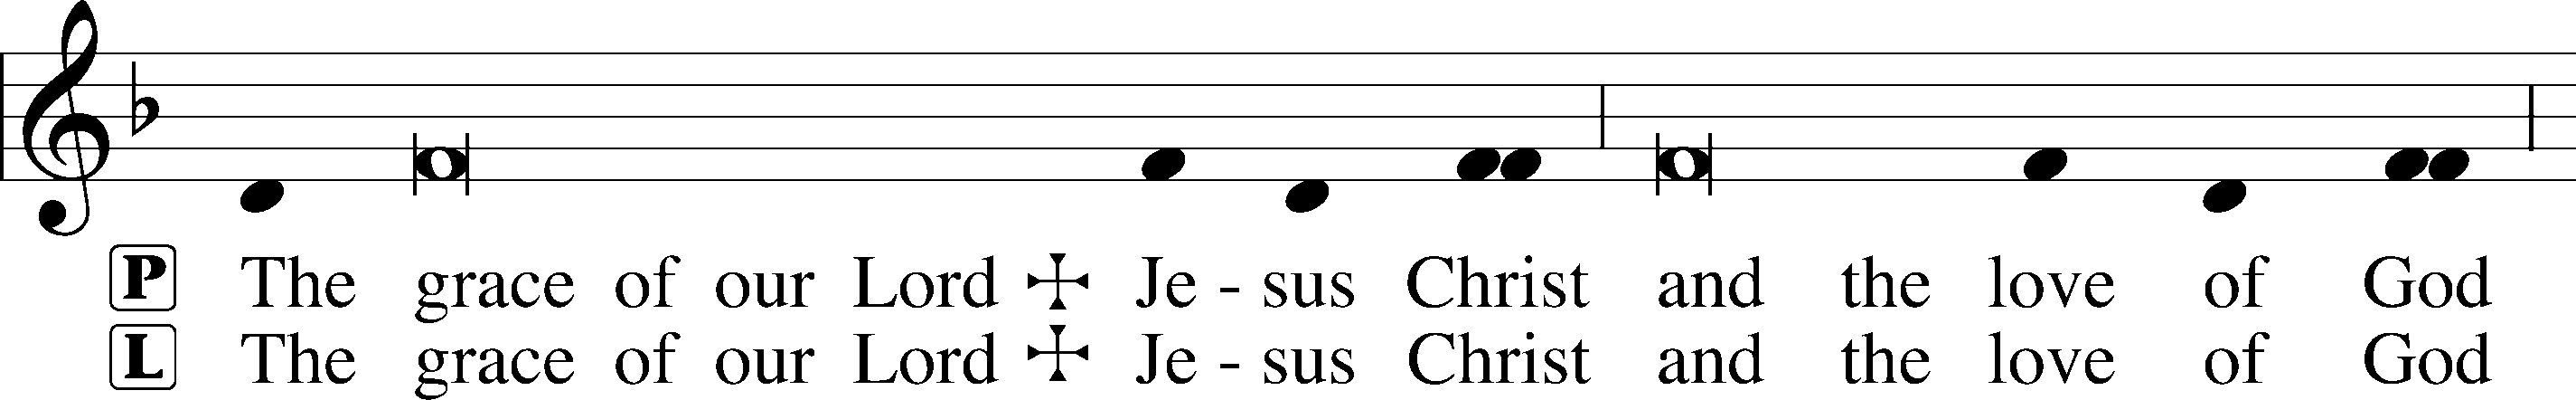 P The grace of our Lord ☩ Je - sus Christ and the love of God
L The grace of our Lord ☩ Je - sus Christ and the love of God